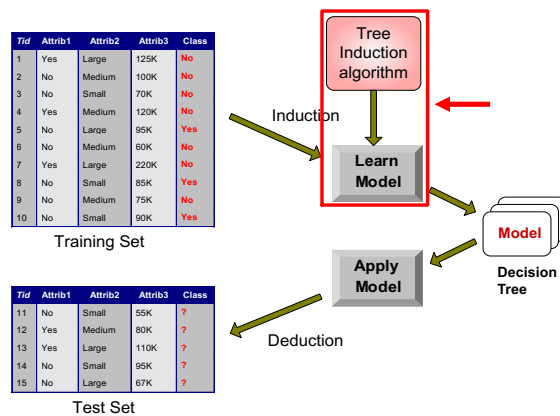 Tid Attrib1 Attrib2 Attrib3 Class
1 Yes Large 125K No
2 No Medium 100K No
3 No Small 70K No
4 Yes Medium 120K No
5 No Large 95K Yes
6 No Medium 60K No
7 Yes Large 220K No
8 No Small 85K Yes
9 No Medium 75K No
10 No Small 90K Yes
Training Set
Tree
Induction
algorithm
Induction
Learn
Model
Model
Decision
Tree
Apply
Model
Deduction
Tid Attrib1 Attrib2 Attrib3 Class
11 No Small 55K ?
12 Yes Medium 80K ?
13 Yes Large 110K ?
14 No Small 95K ?
15 No Large 67K ?
Test Set